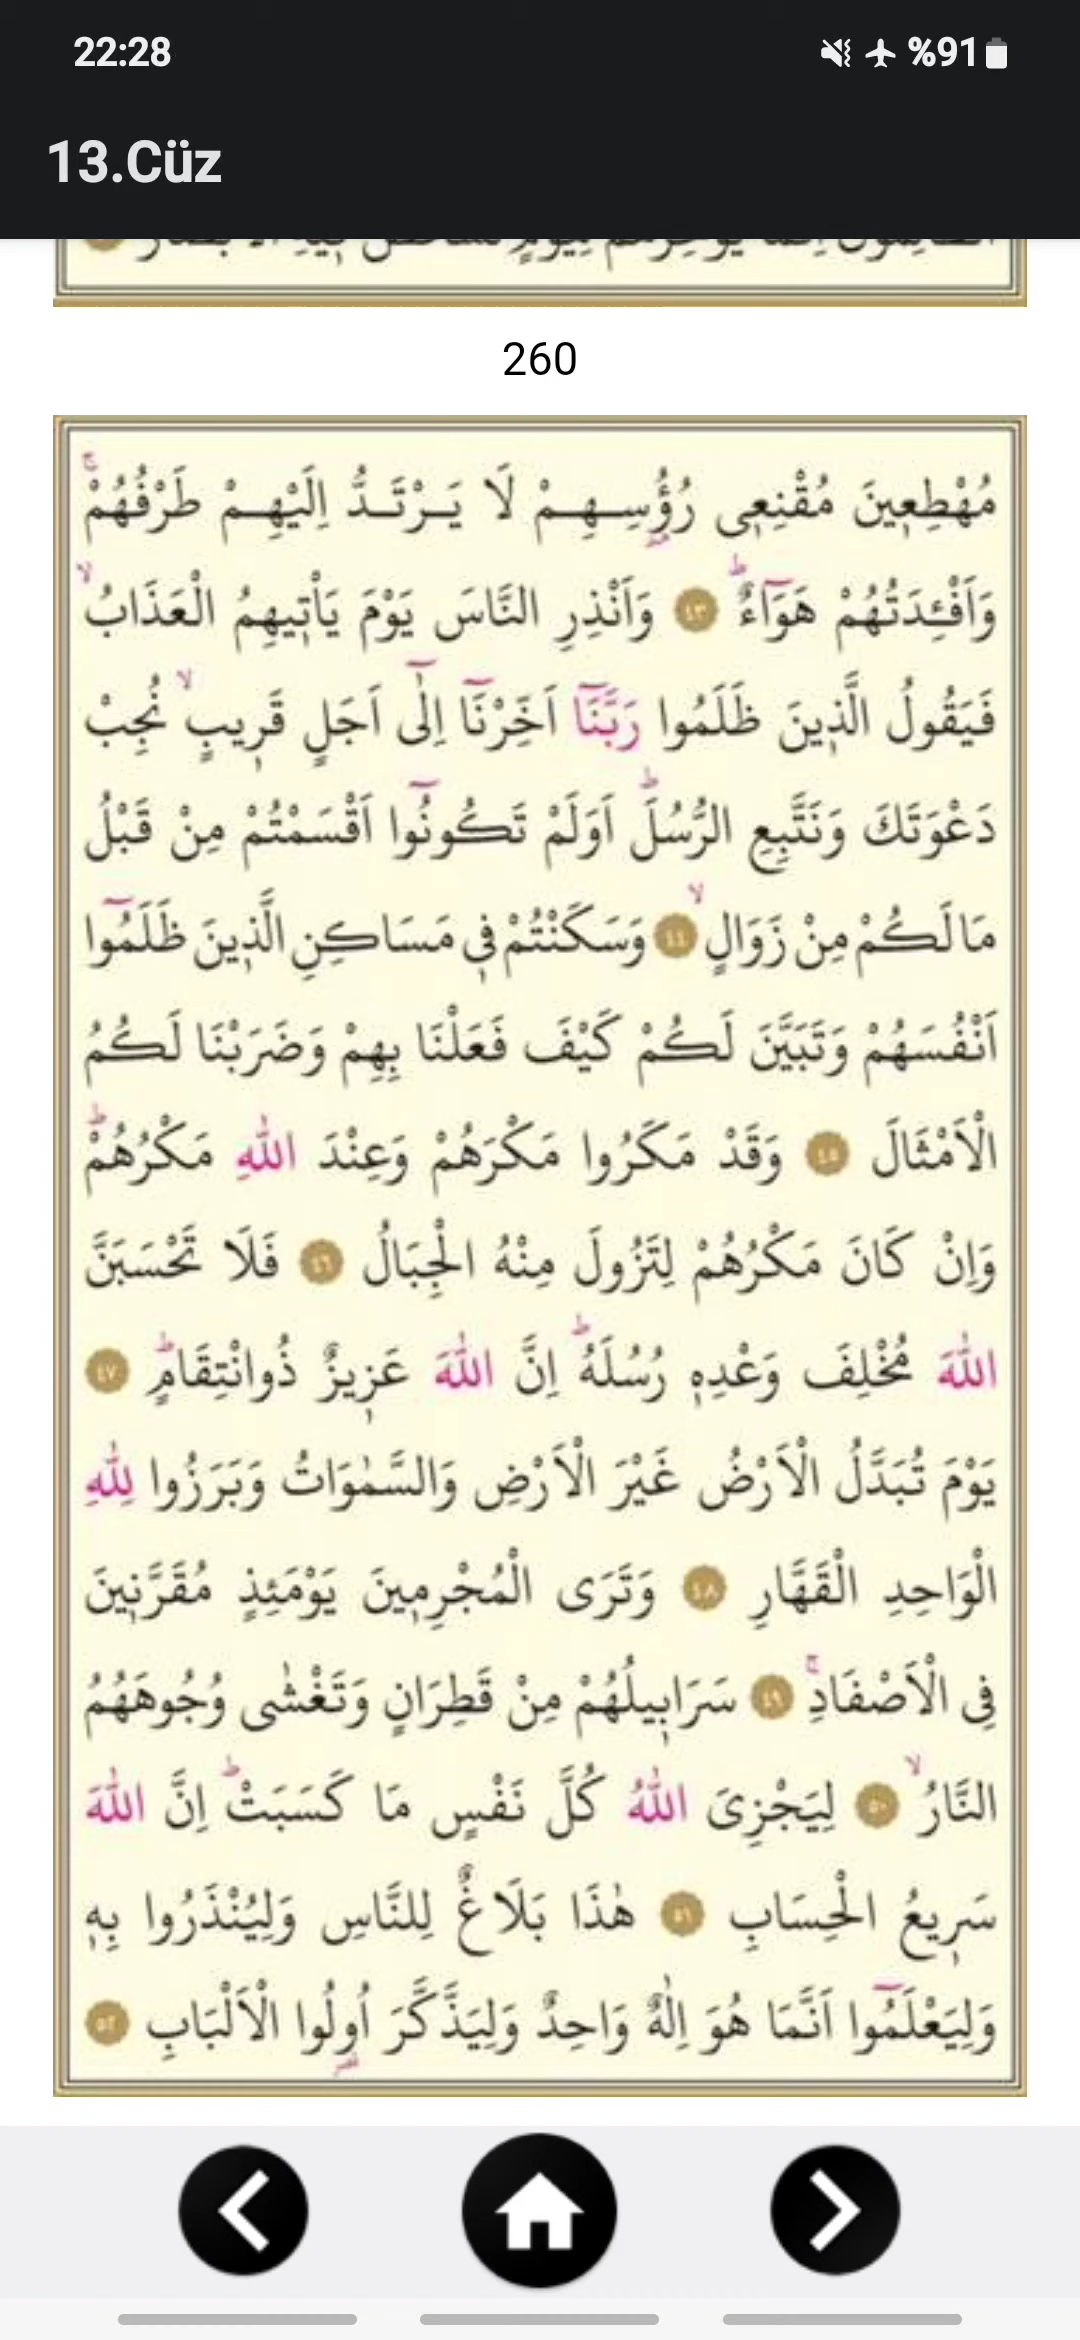 22:28
%91
13.Cüz
260
مُهْطِع۪ينَ مُقْنِع۪ى رُؤُ۫سِهِمْ لَا يَرْتَدُّ اِلَيْهِمْ طَرْفُهُمْۚ
وَاَفْـِٔدَتُهُمْ هَوَٓاءٌۜ ﴿٤٣﴾ وَاَنْذِرِ النَّاسَ يَوْمَ يَأْت۪يهِمُ الْعَذَابُۙ
فَيَقُولُ الَّذ۪ينَ ظَلَمُوا رَبَّنَٓا اَخِّرْنَٓا اِلٰٓى اَجَلٍ قَر۪يبٍۙ نُجِبْ
دَعْوَتَكَ وَنَتَّبِعِ الرُّسُلَۜ اَوَلَمْ تَكُونُٓوا اَقْسَمْتُمْ مِنْ قَبْلُ
مَا لَكُمْ مِنْ زَوَالٍۙ ﴿٤٤﴾ وَسَكَنْتُمْ ف۪ى مَسَاكِنِ الَّذ۪ينَ ظَلَمُٓوا
اَنْفُسَهُمْ وَتَبَيَّنَ لَكُمْ كَيْفَ فَعَلْنَا بِهِمْ وَضَرَبْنَا لَكُمُ
الْاَمْثَالَ ﴿٤٥﴾ وَقَدْ مَكَرُوا مَكْرَهُمْ وَعِنْدَ اللّٰهِ مَكْرُهُمْۜ
وَاِنْ كَانَ مَكْرُهُمْ لِتَزُولَ مِنْهُ الْجِبَالُ ﴿٤٦﴾ فَلَا تَحْسَبَنَّ
اللّٰهَ مُخْلِفَ وَعْدِه۪ رُسُلَهُۜ اِنَّ اللّٰهَ عَز۪يزٌ ذُوانْتِقَامٍۜ ﴿٤٧﴾
يَوْمَ تُبَدَّلُ الْاَرْضُ غَيْرَ الْاَرْضِ وَالسَّمٰوَاتُ وَبَرَزُوا لِلّٰهِ
الْوَاحِدِ الْقَهَّارِ ﴿٤٨﴾ وَتَرَى الْمُجْرِم۪ينَ يَوْمَئِذٍ مُقَرَّن۪ينَ
فِى الْاَصْفَادِۚ ﴿٤٩﴾ سَرَاب۪يلُهُمْ مِنْ قَطِرَانٍ وَتَغْشٰى وُجُوهَهُمُ
النَّارُۙ ﴿٥٠﴾ لِيَجْزِىَ اللّٰهُ كُلَّ نَفْسٍ مَا كَسَبَتْۜ اِنَّ اللّٰهَ
سَر۪يعُ الْحِسَابِ ﴿٥١﴾ هٰذَا بَلَاغٌ لِلنَّاسِ وَلِيُنْذَرُوا بِه۪
وَلِيَعْلَمُٓوا اَنَّمَا هُوَ اِلٰهٌ وَاحِدٌ وَلِيَذَّكَّرَ اُو۬لُوا الْاَلْبَابِ ﴿٥٢﴾